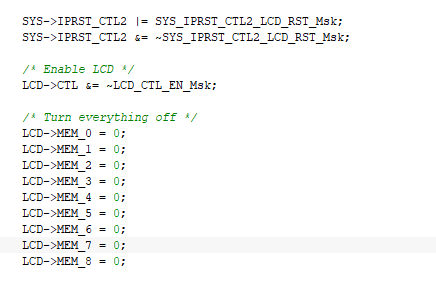 SYS->IPRST_CTL2 |= SYS_IPRST_CTL2_LCD_RST_Msk;
SYS->IPRST_CTL2 &= ~SYS_IPRST_CTL2_LCD_RST_Msk;
/* Enable LCD */
LCD->CTL &= ~LCD_CTL_EN_Msk;
/* Turn everything off */
LCD->MEM_0 = 0;
LCD->MEM_1 = 0;
LCD->MEM_2 = 0;
LCD->MEM_3 = 0;
LCD->MEM_4 = 0;
LCD->MEM_5 = 0;
LCD->MEM_6 = 0;
LCD->MEM_7 = 0;
LCD->MEM_8 = 0;